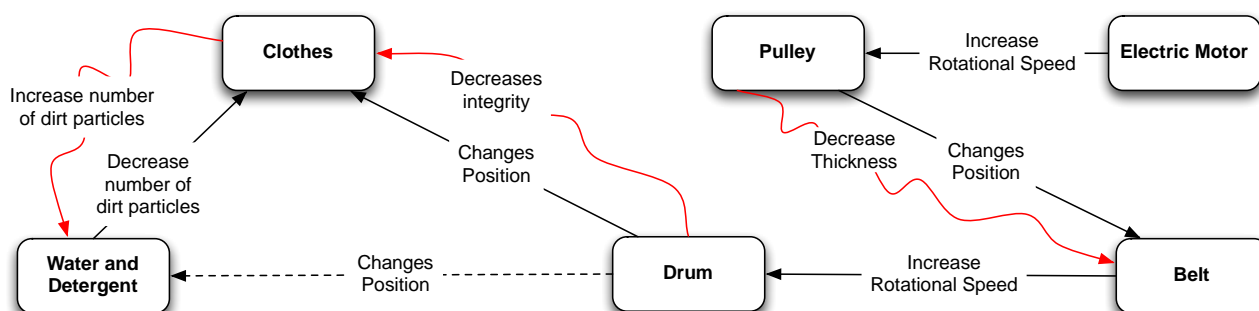 Clothes
Pulley
Increase
Rotational Speed
Electric Motor
Decreases
integrity
Increase number
of dirt particles
Decrease
Thickness
Changes
Position
Changes
Position
Decrease
number of
dirt particles
Water and
Detergent
Changes
Position
Drum
Increase
Rotational Speed
Belt